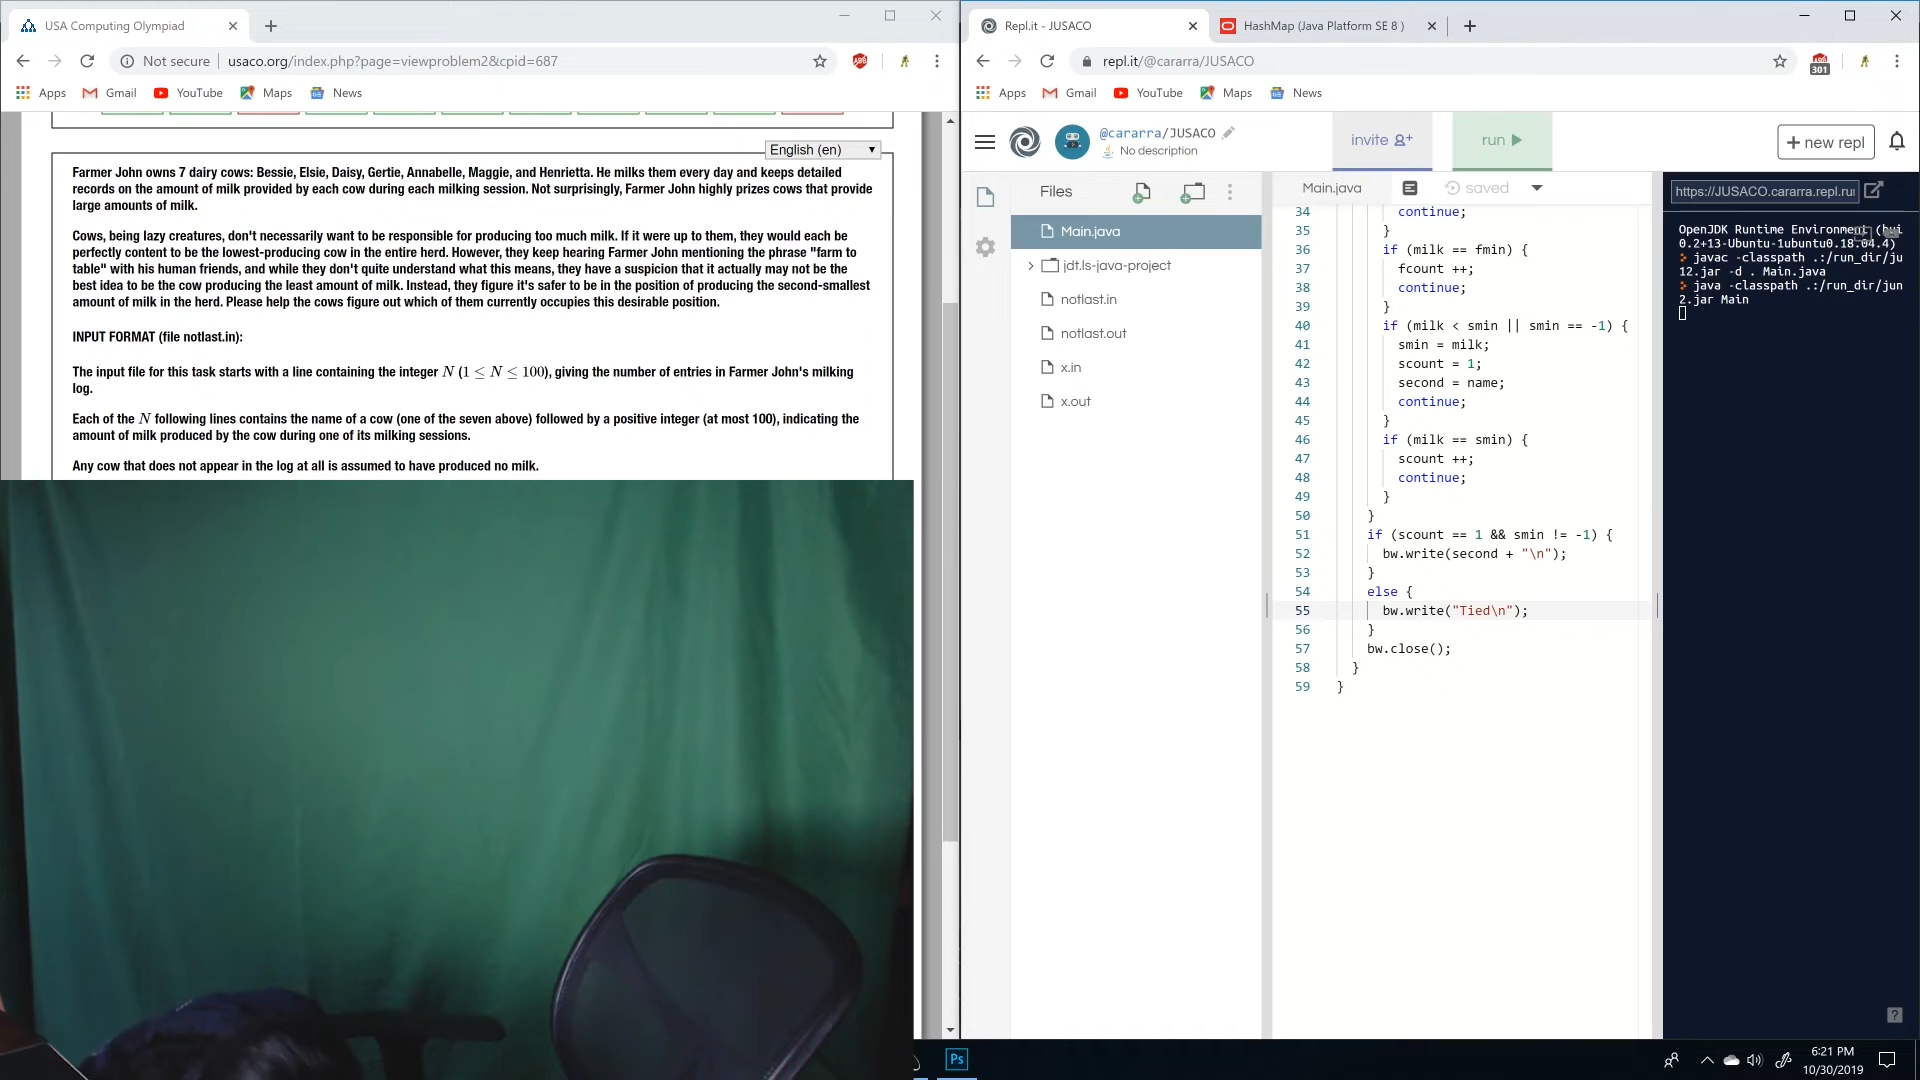 USA Computing Olympiad
Not secure
usaco.org/index.php?page=viewproblem2&cpid=687
Apps
Gmail
YouTube
Maps
News
English (en)
Farmer John owns 7 dairy cows: Bessie, Elsie, Daisy, Gertie, Annabelle, Maggie, and Henrietta. He milks them every day and keeps detailed
records on the amount of milk provided by each cow during each milking session. Not surprisingly, Farmer John highly prizes cows that provide
large amounts of milk.
Cows, being lazy creatures, don't necessarily want to be responsible for producing too much milk. If it were up to them, they would each be
perfectly content to be the lowest-producing cow in the entire herd. However, they keep hearing Farmer John mentioning the phrase "farm to
table" with his human friends, and while they don't quite understand what this means, they have a suspicion that it actually may not be the
best idea to be the cow producing the least amount of milk. Instead, they figure it's safer to be in the position of producing the second-smallest
amount of milk in the herd. Please help the cows figure out which of them currently occupies this desirable position.
INPUT FORMAT (file notlast.in):
The input file for this task starts with a line containing the integer N (1 ≤ N ≤ 100), giving the number of entries in Farmer John's milking
log.
Each of the N following lines contains the name of a cow (one of the seven above) followed by a positive integer (at most 100), indicating the
amount of milk produced by the cow during one of its milking sessions.
Any cow that does not appear in the log at all is assumed to have produced no milk.
Repl.it - JUSACO
HashMap (Java Platform SE 8 )
repl.it/@cararra/JUSACO
301
Apps
Gmail
YouTube
Maps
News
@cararra/JUSACO
No description
invite
run
+ new repl
Files
Main.java
jdt.ls-java-project
notlast.in
notlast.out
x.in
x.out
Main.java
saved
34 continue;
35 }
36 if (milk == fmin) {
37 fcount ++;
38 continue;
39 }
40 if (milk < smin || smin == -1) {
41 smin = milk;
42 scount = 1;
43 second = name;
44 continue;
45 }
46 if (milk == smin) {
47 scount ++;
48 continue;
49 }
50 }
51 if (scount == 1 && smin != -1) {
52 bw.write(second + "\n");
53 }
54 else {
55 bw.write("Tied\n");
56 }
57 bw.close();
58 }
59 }
https://JUSACO.cararra.repl.ru
OpenJDK Runtime Environment (bui
0.2+13-Ubuntu-1ubuntu0.18.04.4)
javac -classpath .:/run_dir/ju
12.jar -d . Main.java
java -classpath .:/run_dir/jun
2.jar Main
?
Ps
6:21 PM
10/30/2019